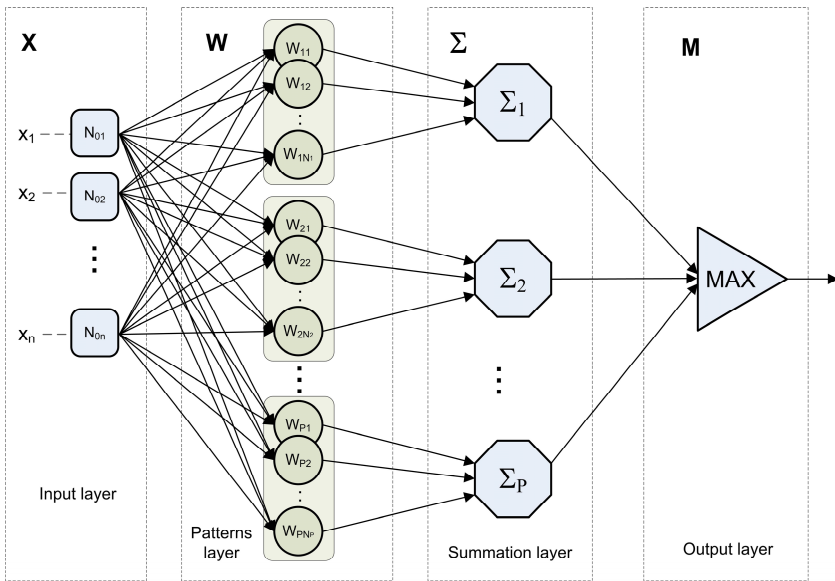 X
x₁
N₀₁
x₂
N₀₂
xₙ
N₀ₙ
Input layer
W
W₁₁
W₁₂
W₁N₁
W₂₁
W₂₂
W₂N₂
Wₚ₁
Wₚ₂
WₚNₚ
Patterns
layer
Σ
Σ₁
Σ₂
Σₚ
Summation layer
M
MAX
Output layer